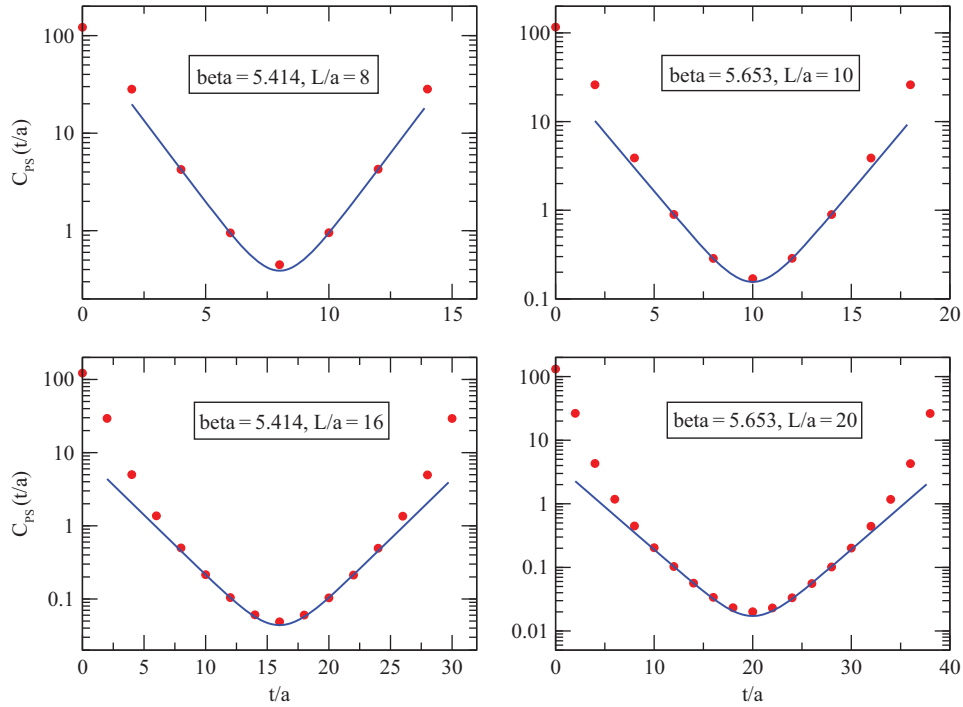 100
10
1
C_PS (t/a)
beta = 5.414, L/a = 8
0 5 10 15
100
10
1
0.1
beta = 5.653, L/a = 10
0 5 10 15 20
100
10
1
0.1
C_PS (t/a)
beta = 5.414, L/a = 16
0 5 10 15 20 25 30
t/a
100
10
1
0.1
0.01
beta = 5.653, L/a = 20
0 10 20 30 40
t/a